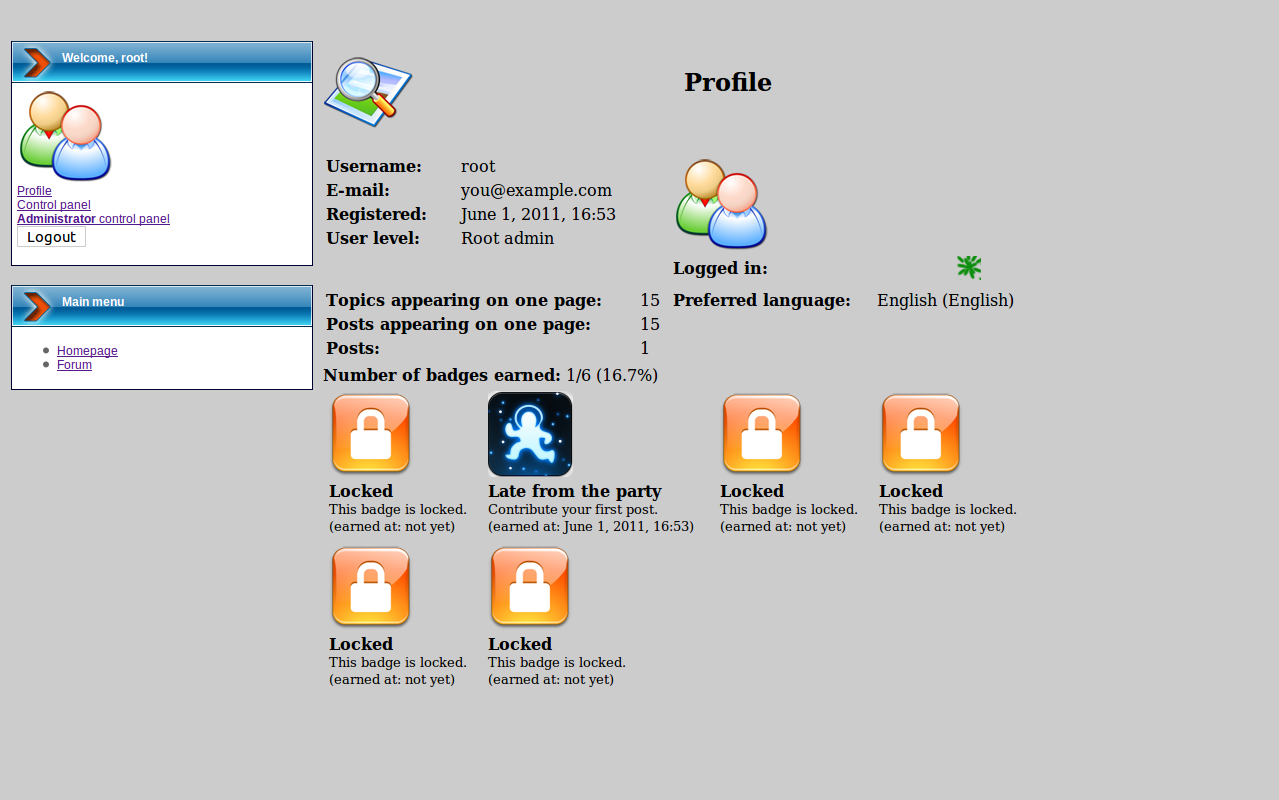 Welcome, root!
Profile
Control panel
Administrator control panel
Logout
Main menu
Homepage
Forum
Profile
Username: root
E-mail: you@example.com
Registered: June 1, 2011, 16:53
User level: Root admin
Logged in:
Topics appearing on one page: 15
Preferred language: English (English)
Posts appearing on one page: 15
Posts: 1
Number of badges earned: 1/6 (16.7%)
Locked
This badge is locked.
(earned at: not yet)
Late from the party
Contribute your first post.
(earned at: June 1, 2011, 16:53)
Locked
This badge is locked.
(earned at: not yet)
Locked
This badge is locked.
(earned at: not yet)
Locked
This badge is locked.
(earned at: not yet)
Locked
This badge is locked.
(earned at: not yet)